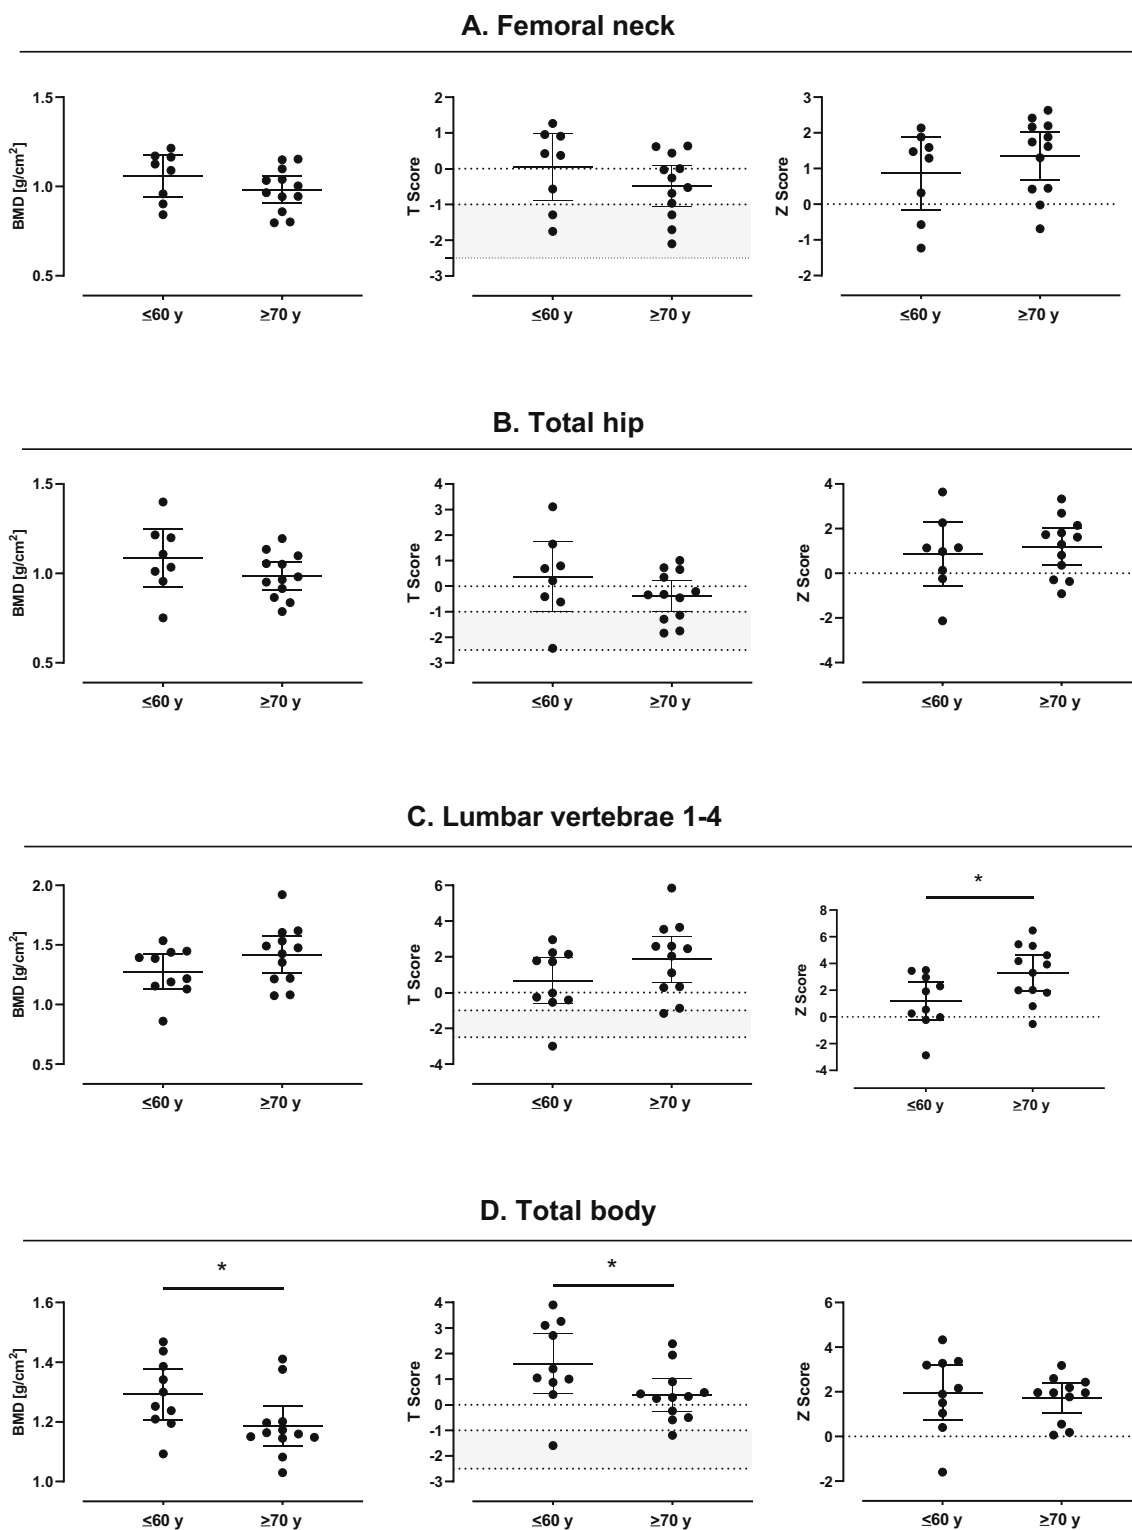 A. Femoral neck
BMD [g/cm²]
1.5
1.0
0.5
≤60 y
≥70 y
T Score
2
1
0
-1
-2
-3
≤60 y
≥70 y
Z Score
3
2
1
0
-1
-2
≤60 y
≥70 y
B. Total hip
BMD [g/cm²]
1.5
1.0
0.5
≤60 y
≥70 y
T Score
4
3
2
1
0
-1
-2
-3
≤60 y
≥70 y
Z Score
4
2
0
-2
-4
≤60 y
≥70 y
C. Lumbar vertebrae 1-4
BMD [g/cm²]
2.0
1.5
1.0
0.5
≤60 y
≥70 y
T Score
6
4
2
0
-2
-4
≤60 y
≥70 y
*
Z Score
8
6
4
2
0
-2
-4
≤60 y
≥70 y
D. Total body
*
BMD [g/cm²]
1.6
1.4
1.2
1.0
≤60 y
≥70 y
*
T Score
4
3
2
1
0
-1
-2
-3
≤60 y
≥70 y
Z Score
6
4
2
0
-2
≤60 y
≥70 y